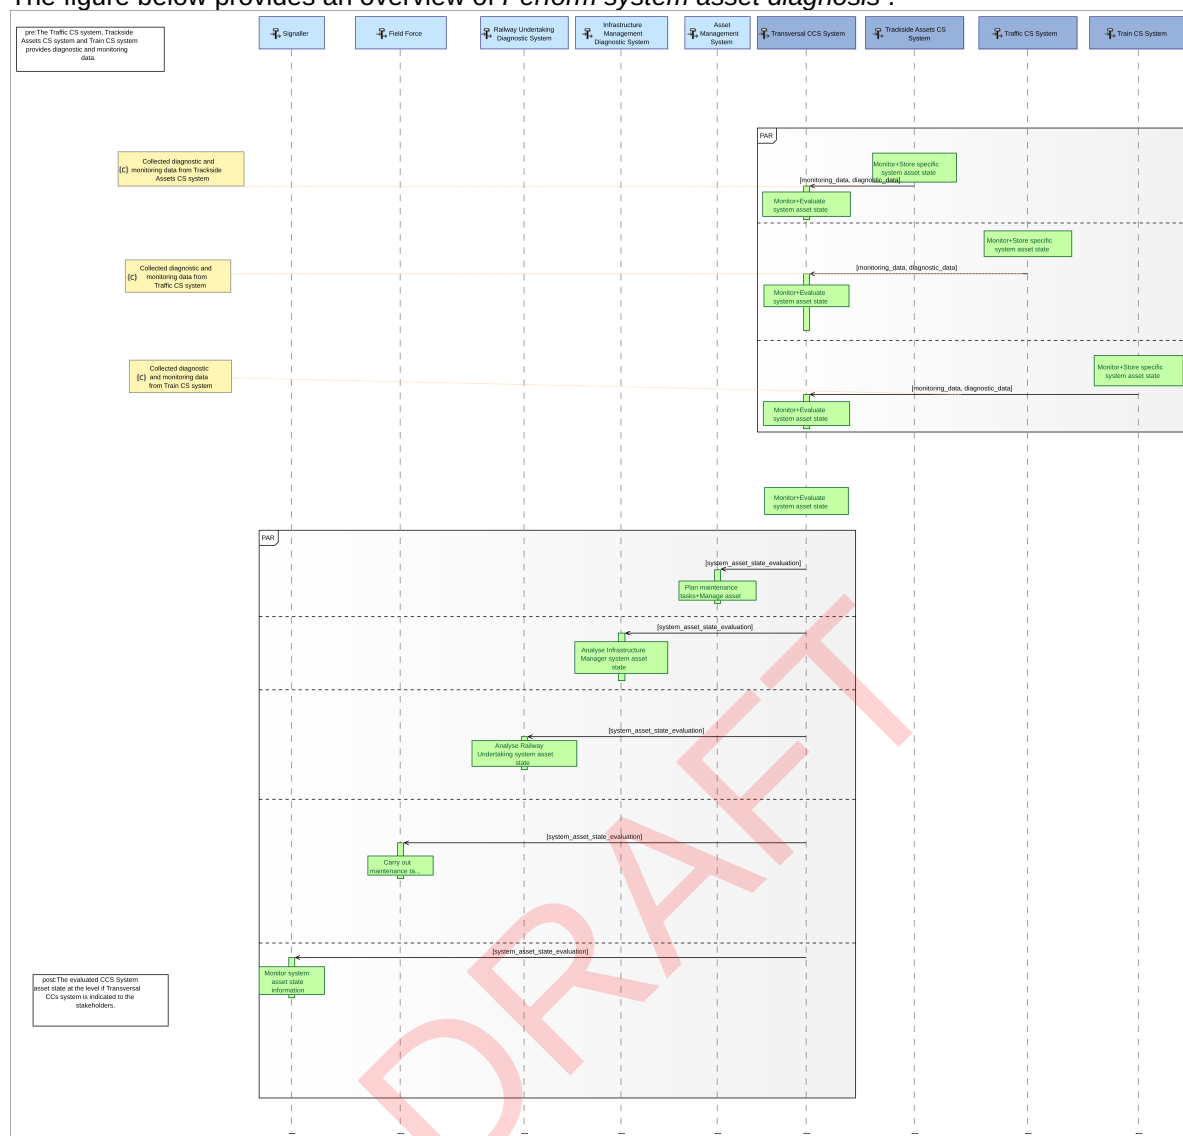 The figure below provides an overview of Perform system asset diagnosis .
pre:The Traffic CS system, Trackside
Assets CS system and Train CS system
provides diagnostic and monitoring
data.
Signaller
Field Force
Railway Undertaking
Diagnostic System
Infrastructure
Management
Diagnostic System
Asset
Management
System
Transversal CCS System
Trackside Assets CS
System
Traffic CS System
Train CS System
PAR
Collected diagnostic and
{c} monitoring data from Trackside
Assets CS system
Monitor+Store specific
system asset state
[monitoring_data, diagnostic_data]
Monitor+Evaluate
system asset state
Monitor+Store specific
system asset state
Collected diagnostic and
{c} monitoring data from
Traffic CS system
[monitoring_data, diagnostic_data]
Monitor+Evaluate
system asset state
Monitor+Store specific
system asset state
Collected diagnostic
{c} and monitoring data
from Train CS system
[monitoring_data, diagnostic_data]
Monitor+Evaluate
system asset state
Monitor+Evaluate
system asset state
PAR
[system_asset_state_evaluation]
Plan maintenance
tasks+Manage asset
[system_asset_state_evaluation]
Analyse Infrastructure
Manager system asset
state
[system_asset_state_evaluation]
Analyse Railway
Undertaking system asset
state
[system_asset_state_evaluation]
Carry out
maintenance ta...
[system_asset_state_evaluation]
Monitor system
asset state
information
post:The evaluated CCS System
asset state at the level if Transversal
CCs system is indicated to the
stakeholders.
DRAFT